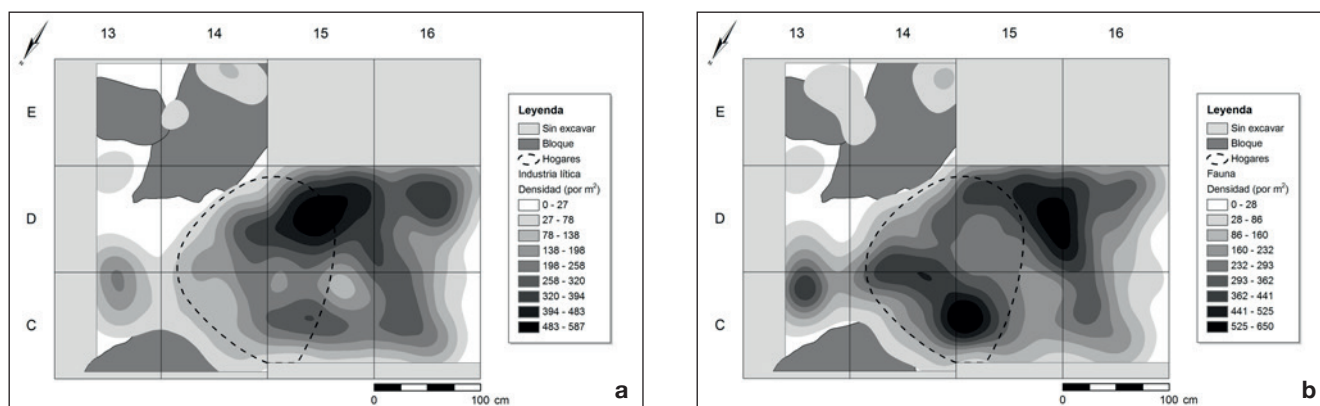 13 14 15 16
E
D
C
Leyenda
Sin excavar
Bloque
Hogares
Industria lítica
Densidad (por m²)
0 - 27
27 - 78
78 - 138
138 - 198
198 - 258
258 - 320
320 - 394
394 - 483
483 - 587
0 100 cm
a
13 14 15 16
E
D
C
Leyenda
Sin excavar
Bloque
Hogares
Fauna
Densidad (por m²)
0 - 28
28 - 86
86 - 160
160 - 232
232 - 293
293 - 362
362 - 441
441 - 525
525 - 650
0 100 cm
b